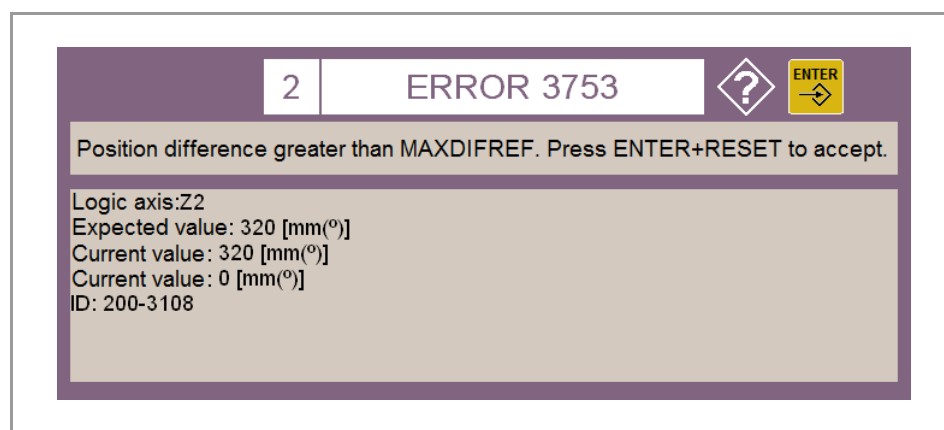 2 ERROR 3753 ? ENTER
Position difference greater than MAXDIFREF. Press ENTER+RESET to accept.
Logic axis:Z2
Expected value: 320 [mm(º)]
Current value: 320 [mm(º)]
Current value: 0 [mm(º)]
ID: 200-3108